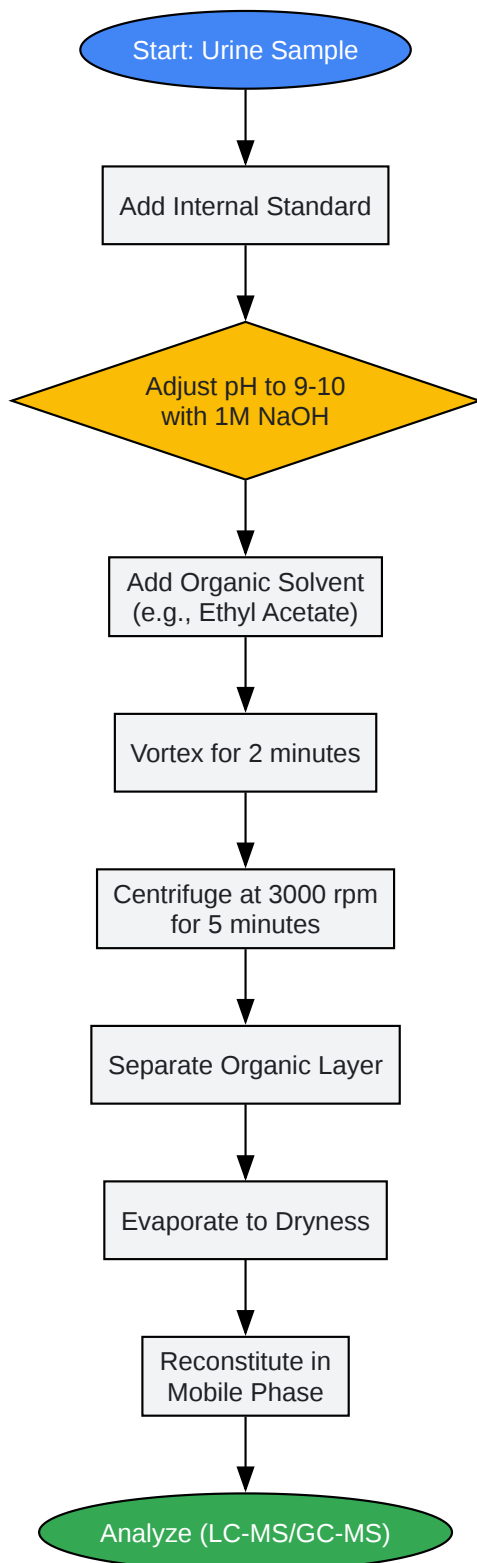 Start: Urine Sample
Add Internal Standard
Adjust pH to 9-10
with 1M NaOH
Add Organic Solvent
(e.g., Ethyl Acetate)
Vortex for 2 minutes
Centrifuge at 3000 rpm
for 5 minutes
Separate Organic Layer
Evaporate to Dryness
Reconstitute in
Mobile Phase
Analyze (LC-MS/GC-MS)